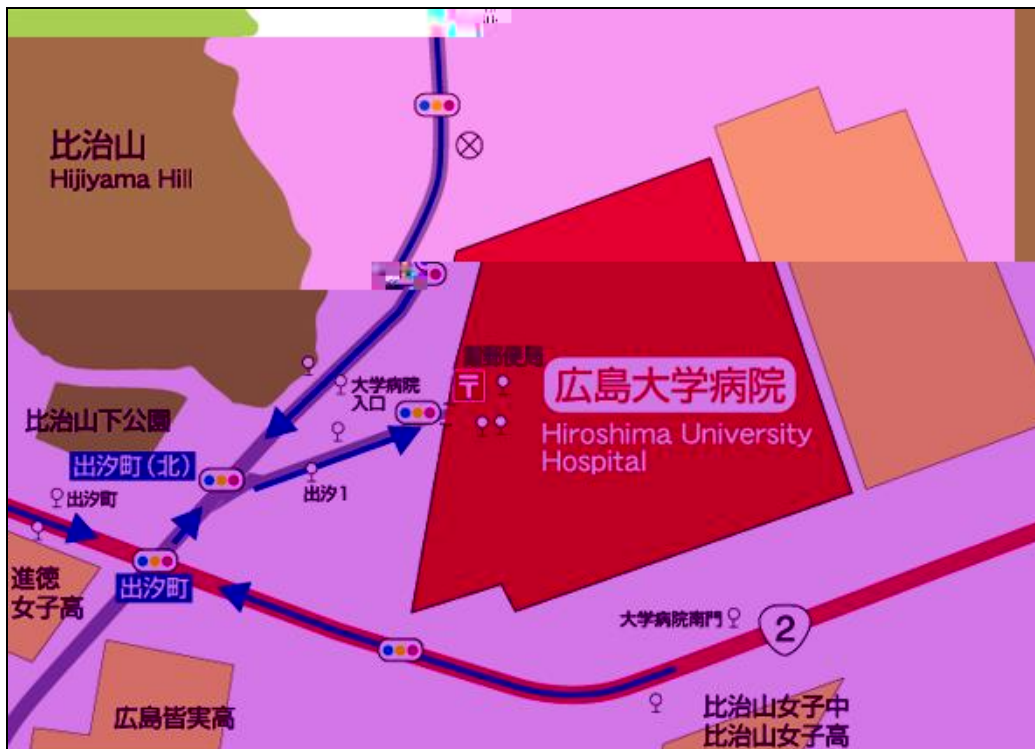 比治山
Hijiyama Hill
大学病院
入口
〒
広島大学病院
Hiroshima University
Hospital
比治山下公園
出汐町(北)
出汐1
出汐町
出汐町
進徳
女子高
大学病院南門
2
広島皆実高
比治山女子中
比治山女子高